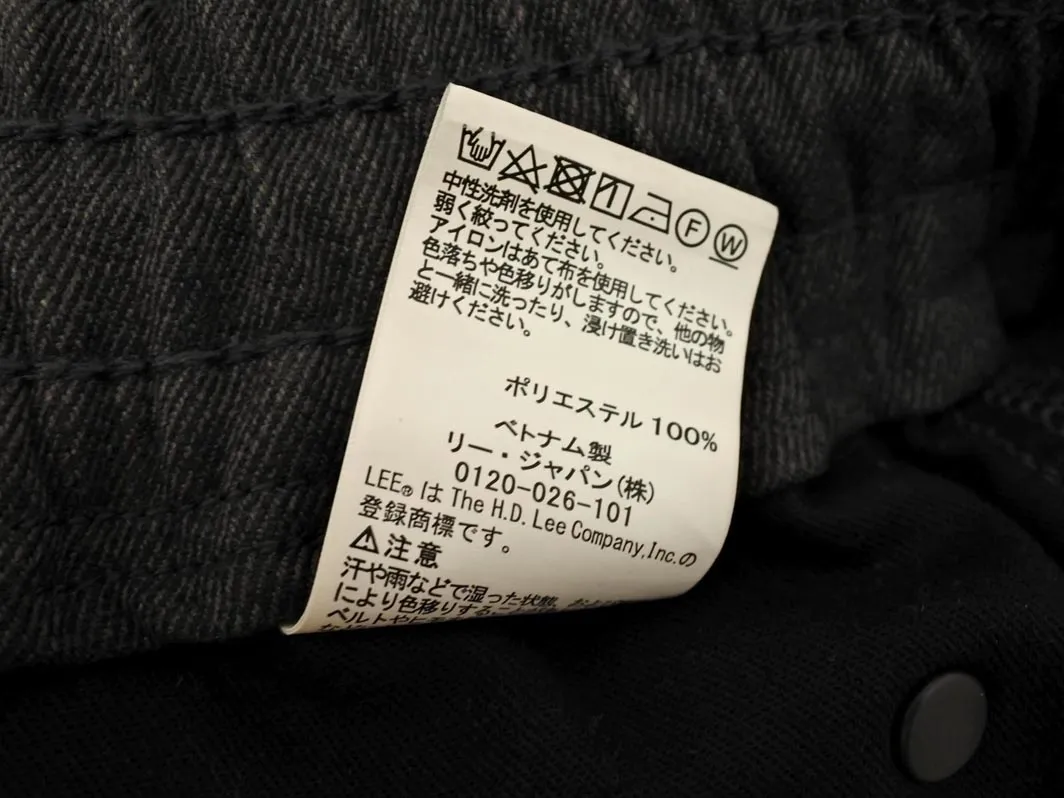 F W
中性洗剤を使用してください。
弱く絞ってください。
アイロンはあて布を使用してください。
色落ちや色移りがしますので、他の物
と一緒に洗ったり、浸け置き洗いはお
避けください。
ポリエステル 100%
ベトナム製
リー・ジャパン(株)
0120-026-101
LEE® は The H.D. Lee Company,Inc.の
登録商標です。
⚠注意
汗や雨などで湿った状態、およ
により色移りする
ベルトや